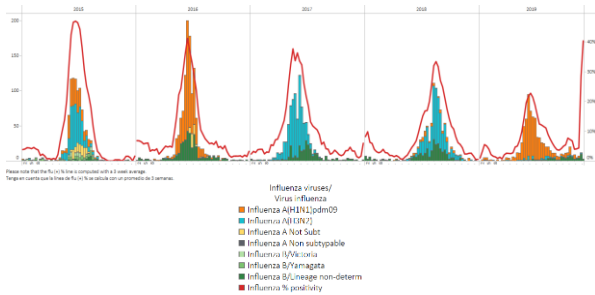 2015 2016 2017 2018 2019
200
150
100
50
0
40%
30%
20%
10%
0%
Please note that the flu (+) % line is computed with a 3 week average
Tenga en cuenta que la línea de flu (+) % se calcula con un promedio de 3 semanas.
Influenza viruses/
Virus influenza
Influenza A(H1N1)pdm09
Influenza A(H3N2)
Influenza A Not Subt
Influenza A Non subtypable
Influenza B/Victoria
Influenza B/Yamagata
Influenza B/Lineage non-determ
Influenza % positivity